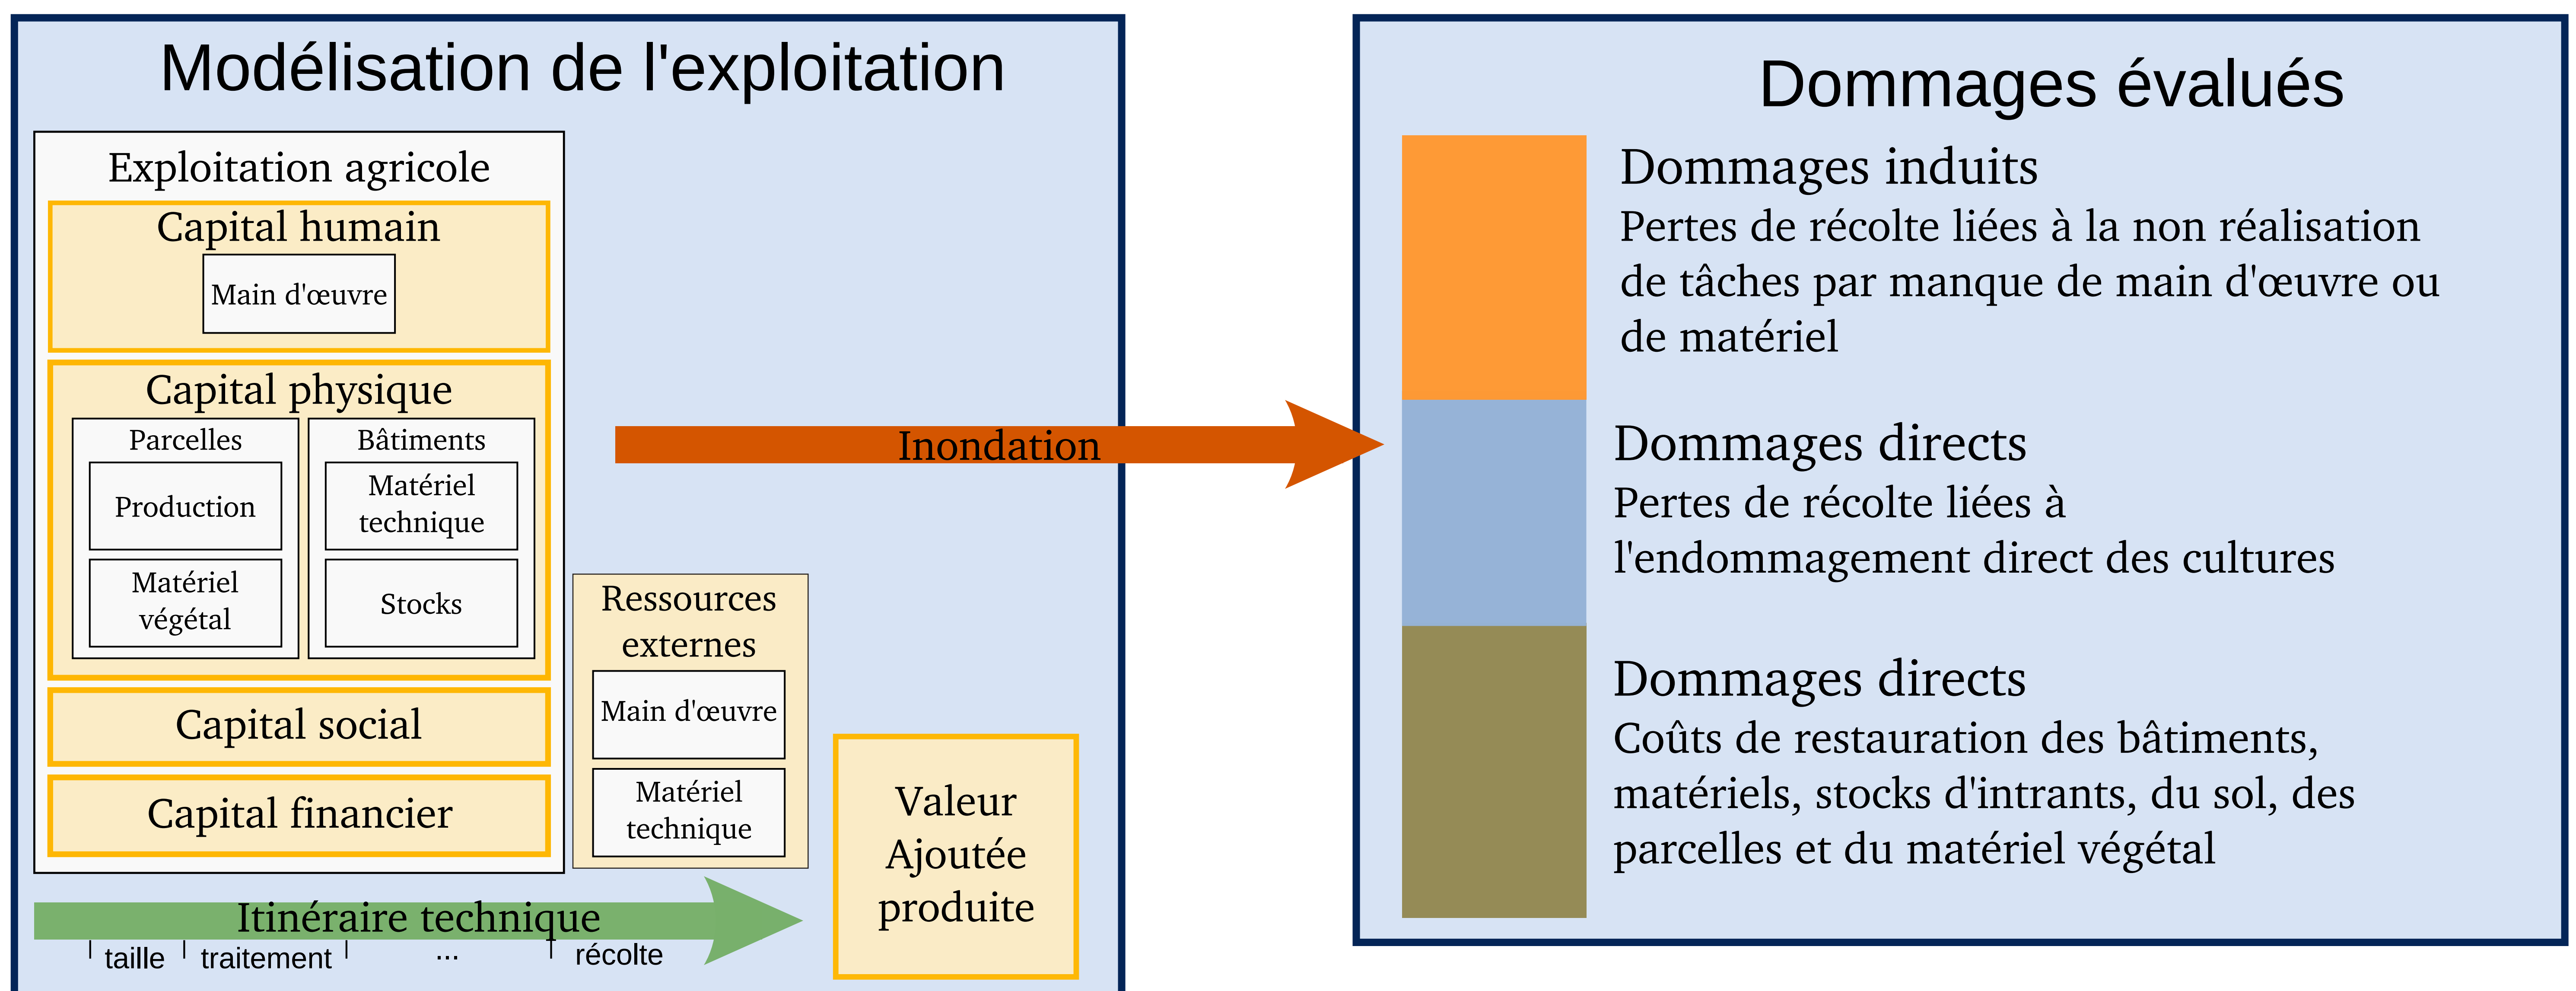 Modélisation de l'exploitation
Exploitation agricole
Capital humain
Main d'œuvre
Capital physique
Parcelles
Production
Matériel
végétal
Bâtiments
Matériel
technique
Stocks
Capital social
Capital financier
Ressources
externes
Main d'œuvre
Matériel
technique
Itinéraire technique
taille
traitement
...
récolte
Valeur
Ajoutée
produite
Inondation
Dommages évalués
Dommages induits
Pertes de récolte liées à la non réalisation
de tâches par manque de main d'œuvre ou
de matériel
Dommages directs
Pertes de récolte liées à
l'endommagement direct des cultures
Dommages directs
Coûts de restauration des bâtiments,
matériels, stocks d'intrants, du sol, des
parcelles et du matériel végétal